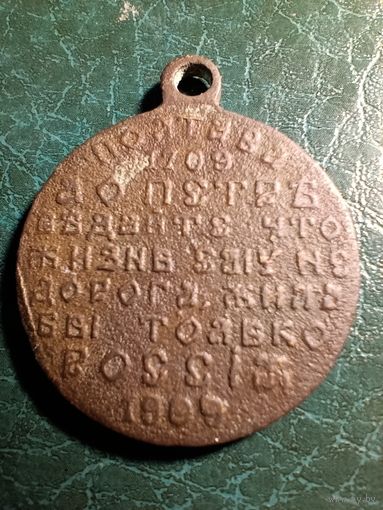 ПОЛТАВА
1709
А О ПЕТРѢ
ВѢДАЙТЕ ЧТО
ЖИЗНЬ ЕМУ НЕ
ДОРОГА. ЖИЛА
БЫ ТОЛЬКО
РОССІЯ
1909